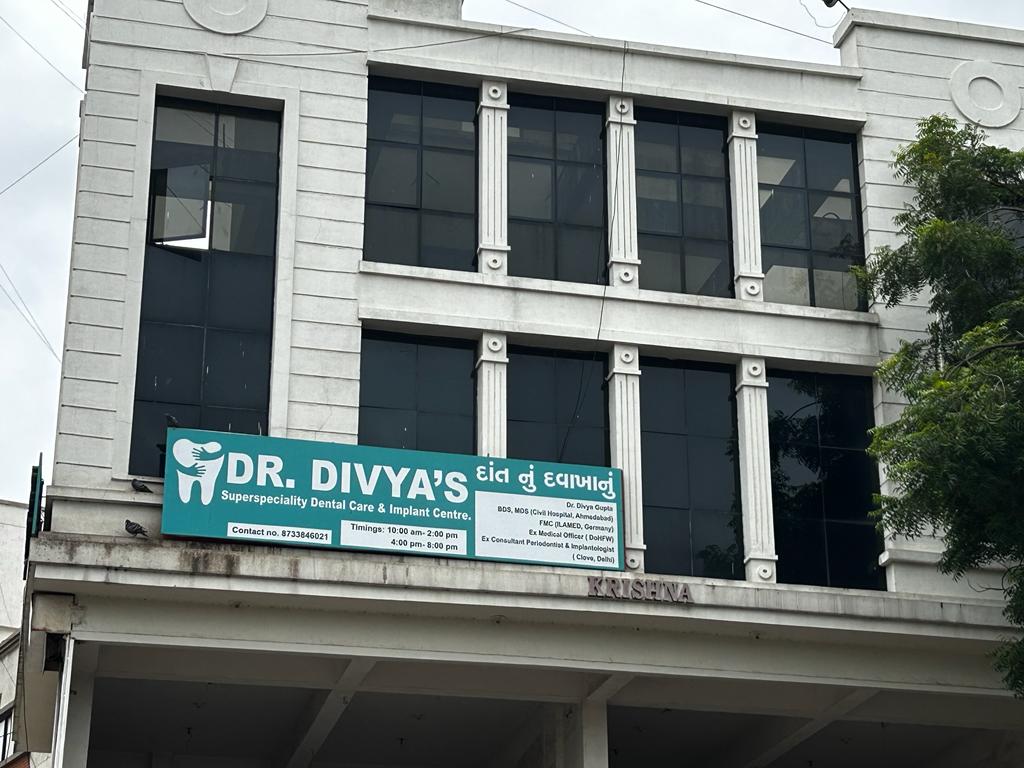 DR. DIVYA'S
દાંત નું દવાખાનું
Superspeciality Dental Care & Implant Centre.
Contact no. 8733846021
Timings: 10:00 am- 2:00 pm
4:00 pm- 8:00 pm
Dr. Divya Gupta
BDS, MDS (Civil Hospital, Ahmedabad)
FMC (ILAMED, Germany)
Ex Medical Officer ( DoHFW)
Ex Consultant Periodontist & Implantologist
( Clove, Delhi)
KRISHNA